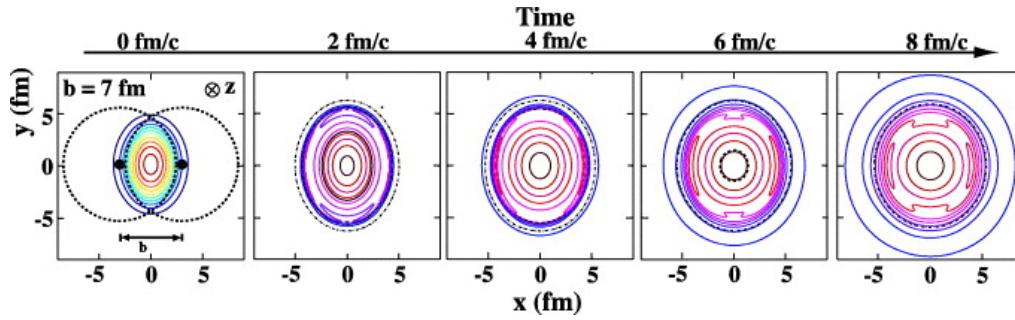 Time
0 fm/c 2 fm/c 4 fm/c 6 fm/c 8 fm/c
b = 7 fm ⊗ z
y (fm)
5
0
-5
b
-5 0 5 -5 0 5 -5 0 5 -5 0 5 -5 0 5
x (fm)